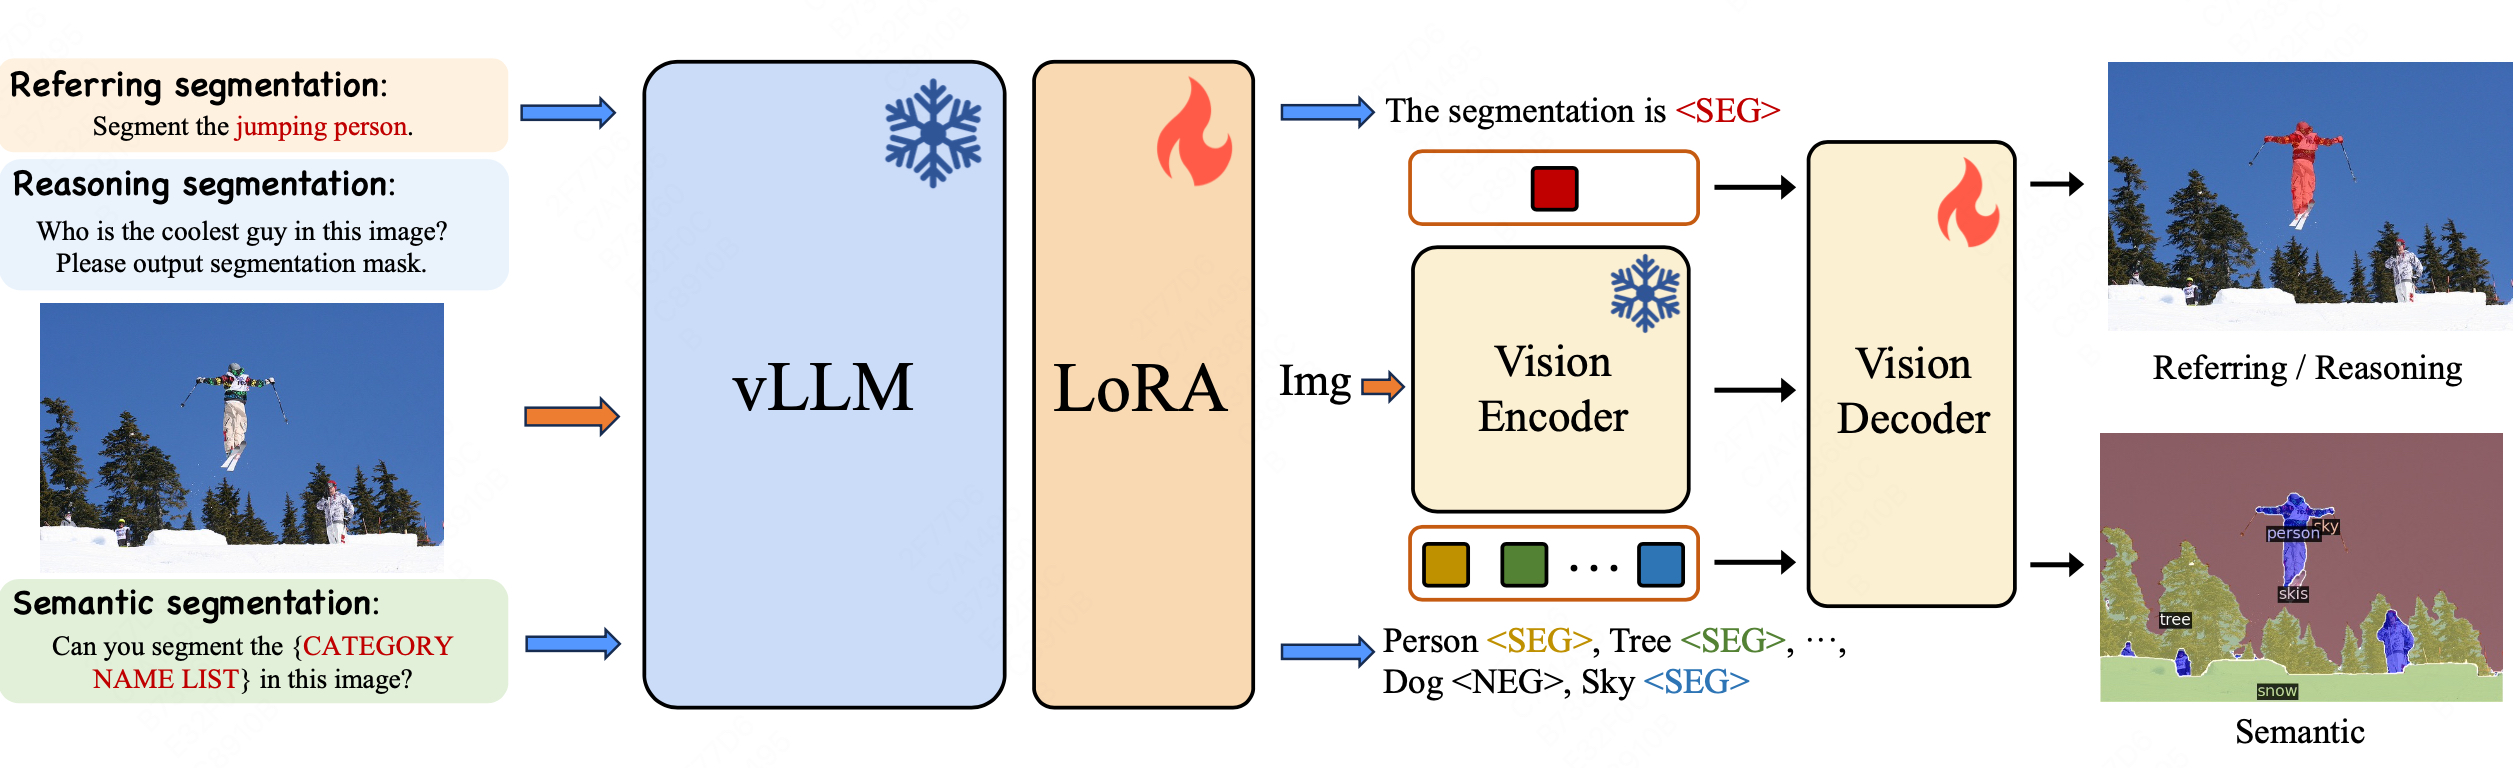 Referring segmentation:
Segment the jumping person.
Reasoning segmentation:
Who is the coolest guy in this image?
Please output segmentation mask.
Semantic segmentation:
Can you segment the {CATEGORY
NAME LIST} in this image?
vLLM
LoRA
The segmentation is <SEG>
Img
Vision
Encoder
Person <SEG>, Tree <SEG>, ⋯,
Dog <NEG>, Sky <SEG>
Vision
Decoder
Referring / Reasoning
sky
person
skis
tree
snow
Semantic